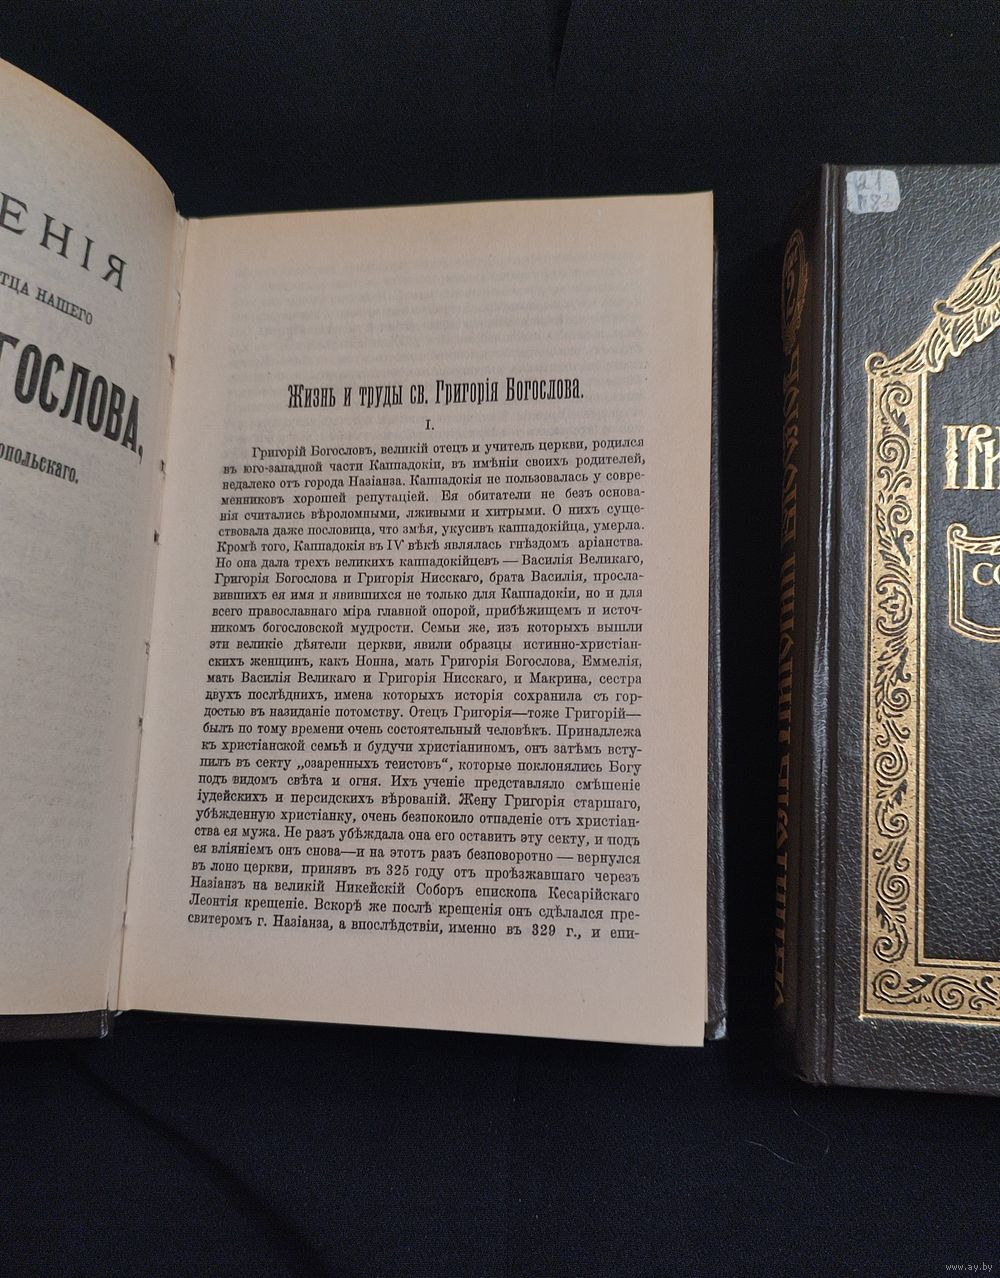 ЕНІЯ
ТЦА НАШЕГО
ГОСЛОВА,
опольскаго.
Жизнь и труды св. Григорія Богослова.
I.
Григорій Богословъ, великій отецъ и учитель церкви, родился
въ юго-западной части Каппадокіи, въ имѣніи своихъ родителей,
недалеко отъ города Назіанза. Каппадокія не пользовалась у совре-
менниковъ хорошей репутаціей. Ея обитатели не безъ основа-
нія считались вѣроломными, лживыми и хитрыми. О нихъ суще-
ствовала даже пословица, что змѣя, укусивъ каппадокійца, умерла.
Кромѣ того, Каппадокія въ IV вѣкѣ являлась гнѣздомъ аріанства.
Но она дала трехъ великихъ каппадокійцевъ — Василія Великаго,
Григорія Богослова и Григорія Нисскаго, брата Василія, просла-
вившихъ ея имя и явившихся не только для Каппадокіи, но и для
всего православнаго міра главной опорой, прибѣжищемъ и источ-
никомъ богословской мудрости. Семьи же, изъ которыхъ вышли
эти великіе дѣятели церкви, явили образцы истинно-христіан-
скихъ женщинъ, какъ Нонна, мать Григорія Богослова, Еммелія,
мать Василія Великаго и Григорія Нисскаго, и Макрина, сестра
двухъ послѣднихъ, имена которыхъ исторія сохранила съ гор-
достью въ назиданіе потомству. Отецъ Григорія—тоже Григорій—
былъ по тому времени очень состоятельный человѣкъ. Принадлежа
къ христіанской семьѣ и будучи христіаниномъ, онъ затѣмъ всту-
пилъ въ секту „озаренныхъ теистовъ“, которые поклонялись Богу
подъ видомъ свѣта и огня. Ихъ ученіе представляло смѣшеніе
іудейскихъ и персидскихъ вѣрованій. Жену Григорія старшаго,
убѣжденную христіанку, очень безпокоило отпаденіе отъ христіан-
ства ея мужа. Не разъ убѣждала она его оставить эту секту, и подъ
ея вліяніемъ онъ снова—и на этотъ разъ безповоротно — вернулся
въ лоно церкви, принявъ въ 325 году отъ проѣзжавшаго черезъ
Назіанзъ на великій Никейскій Соборъ епископа Кесарійскаго
Леонтія крещеніе. Вскорѣ же послѣ крещенія онъ сдѣлался пре-
свитеромъ г. Назіанза, а впослѣдствіи, именно въ 329 г., и епи-
www.ay.by